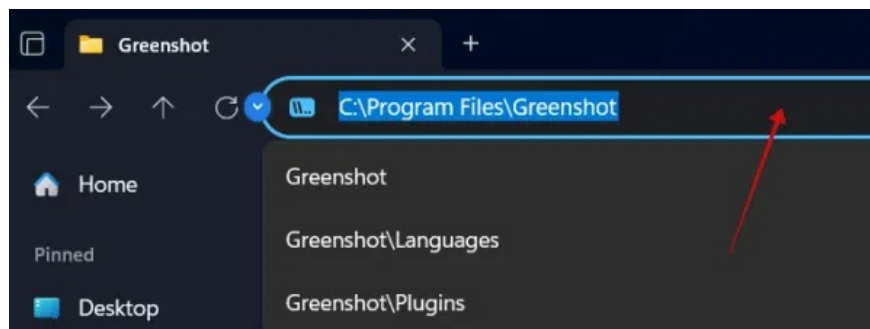 Greenshot
C:\Program Files\Greenshot
Home
Greenshot
Pinned
Greenshot\Languages
Desktop
Greenshot\Plugins